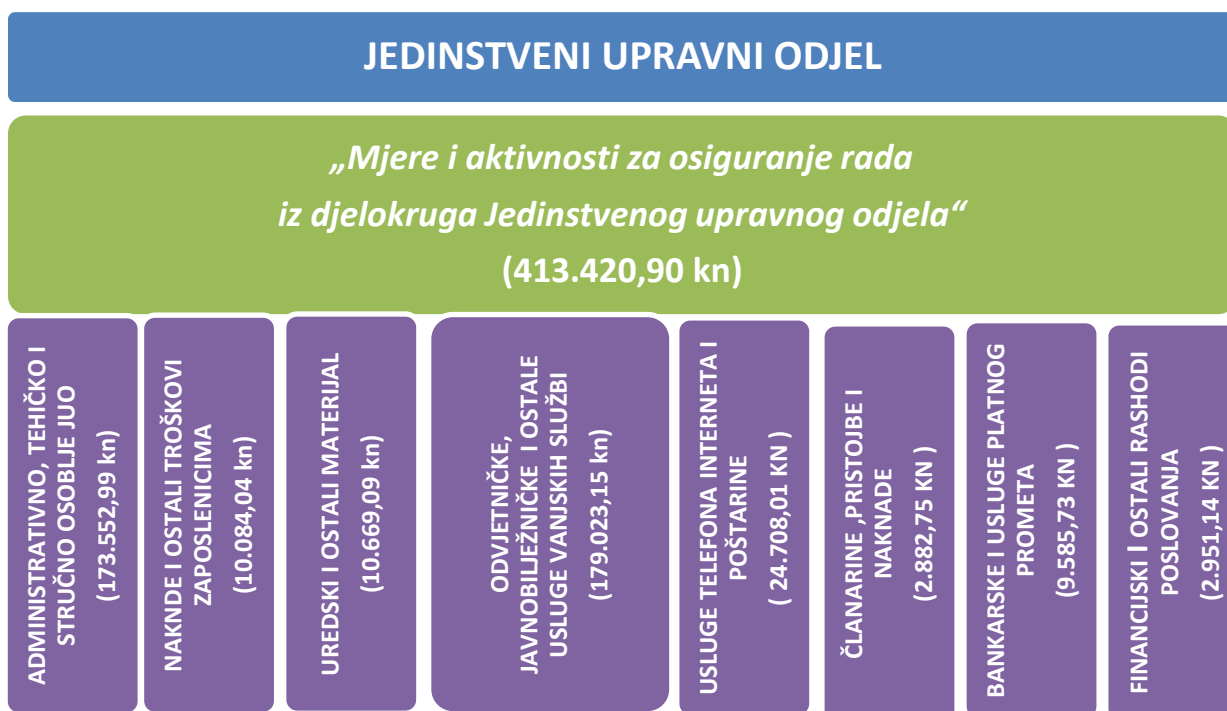 JEDINSTVENI UPRAVNI ODJEL
„Mjere i aktivnosti za osiguranje rada
iz djelokruga Jedinstvenog upravnog odjela“
(413.420,90 kn)
ADMINISTRATIVNO, TEHIČKO I
STRUČNO OSOBLJE JUO
(173.552,99 kn)
NAKNDE I OSTALI TROŠKOVI
ZAPOSLENICIMA
(10.084,04 kn)
UREDSKI I OSTALI MATERIJAL
(10.669,09 kn)
ODVJETNIČKE,
JAVNOBILJEŽNIČKE I OSTALE
USLUGE VANJSKIH SLUŽBI
(179.023,15 kn)
USLUGE TELEFONA INTERNETA I
POŠTARINE
( 24.708,01 KN )
ČLANARINE ,PRISTOJBE I
NAKNADE
(2.882,75 KN )
BANKARSKE I USLUGE PLATNOG
PROMETA
(9.585,73 KN )
FINANCIJSKI I OSTALI RASHODI
POSLOVANJA
(2.951,14 KN )